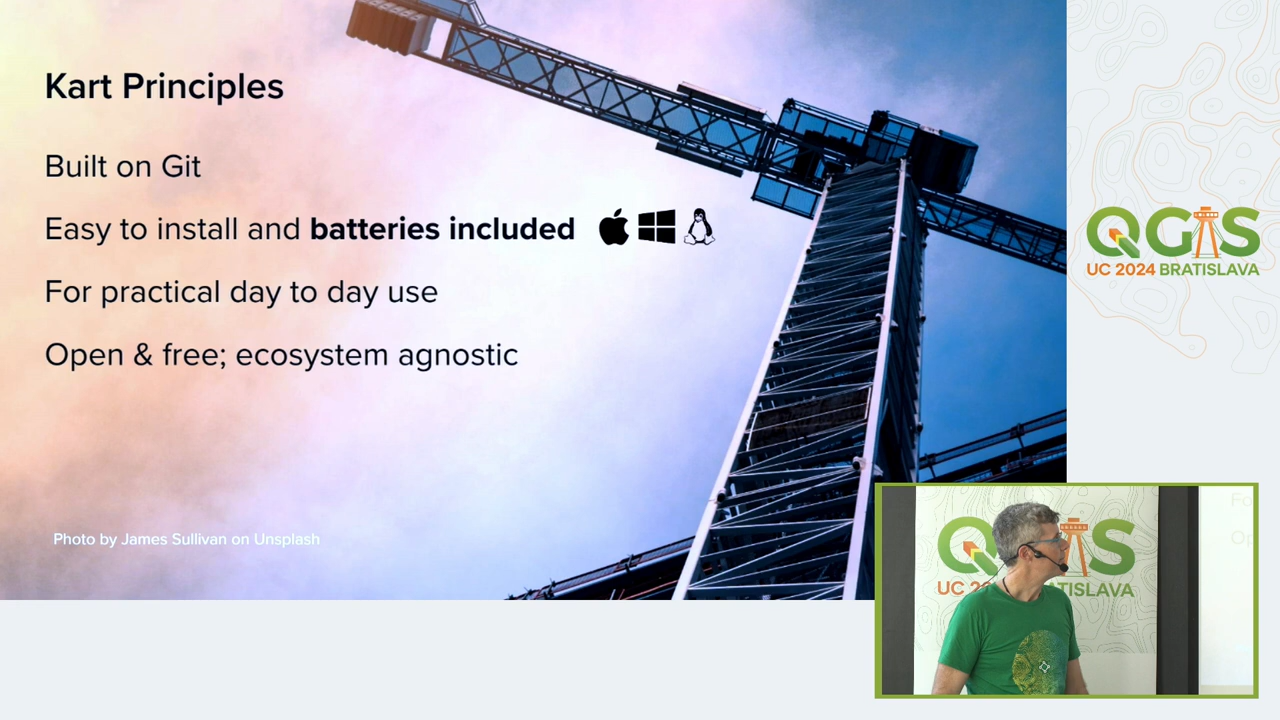 Kart Principles
Built on Git
Easy to install and batteries included
For practical day to day use
Open & free; ecosystem agnostic
Photo by James Sullivan on Unsplash
QGIS
UC 2024 BRATISLAVA